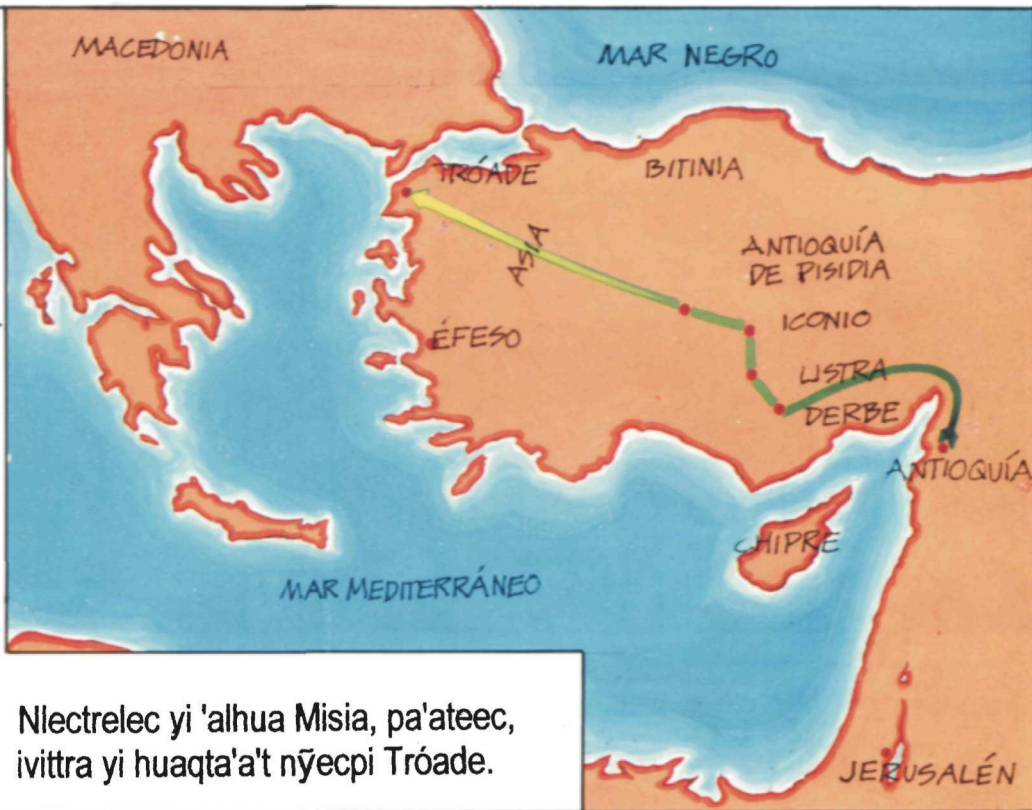 MACEDONIA
MAR NEGRO
TRÓADE
BITINIA
ASIA
ANTIOQUÍA
DE PISIDIA
ICONIO
ÉFESO
LISTRA
DERBE
ANTIOQUÍA
CHIPRE
MAR MEDITERRÁNEO
Nlectrelec yi 'alhua Misia, pa'ateec,
ivittra yi huaqta'a't nỹecpi Tróade.
JERUSALÉN